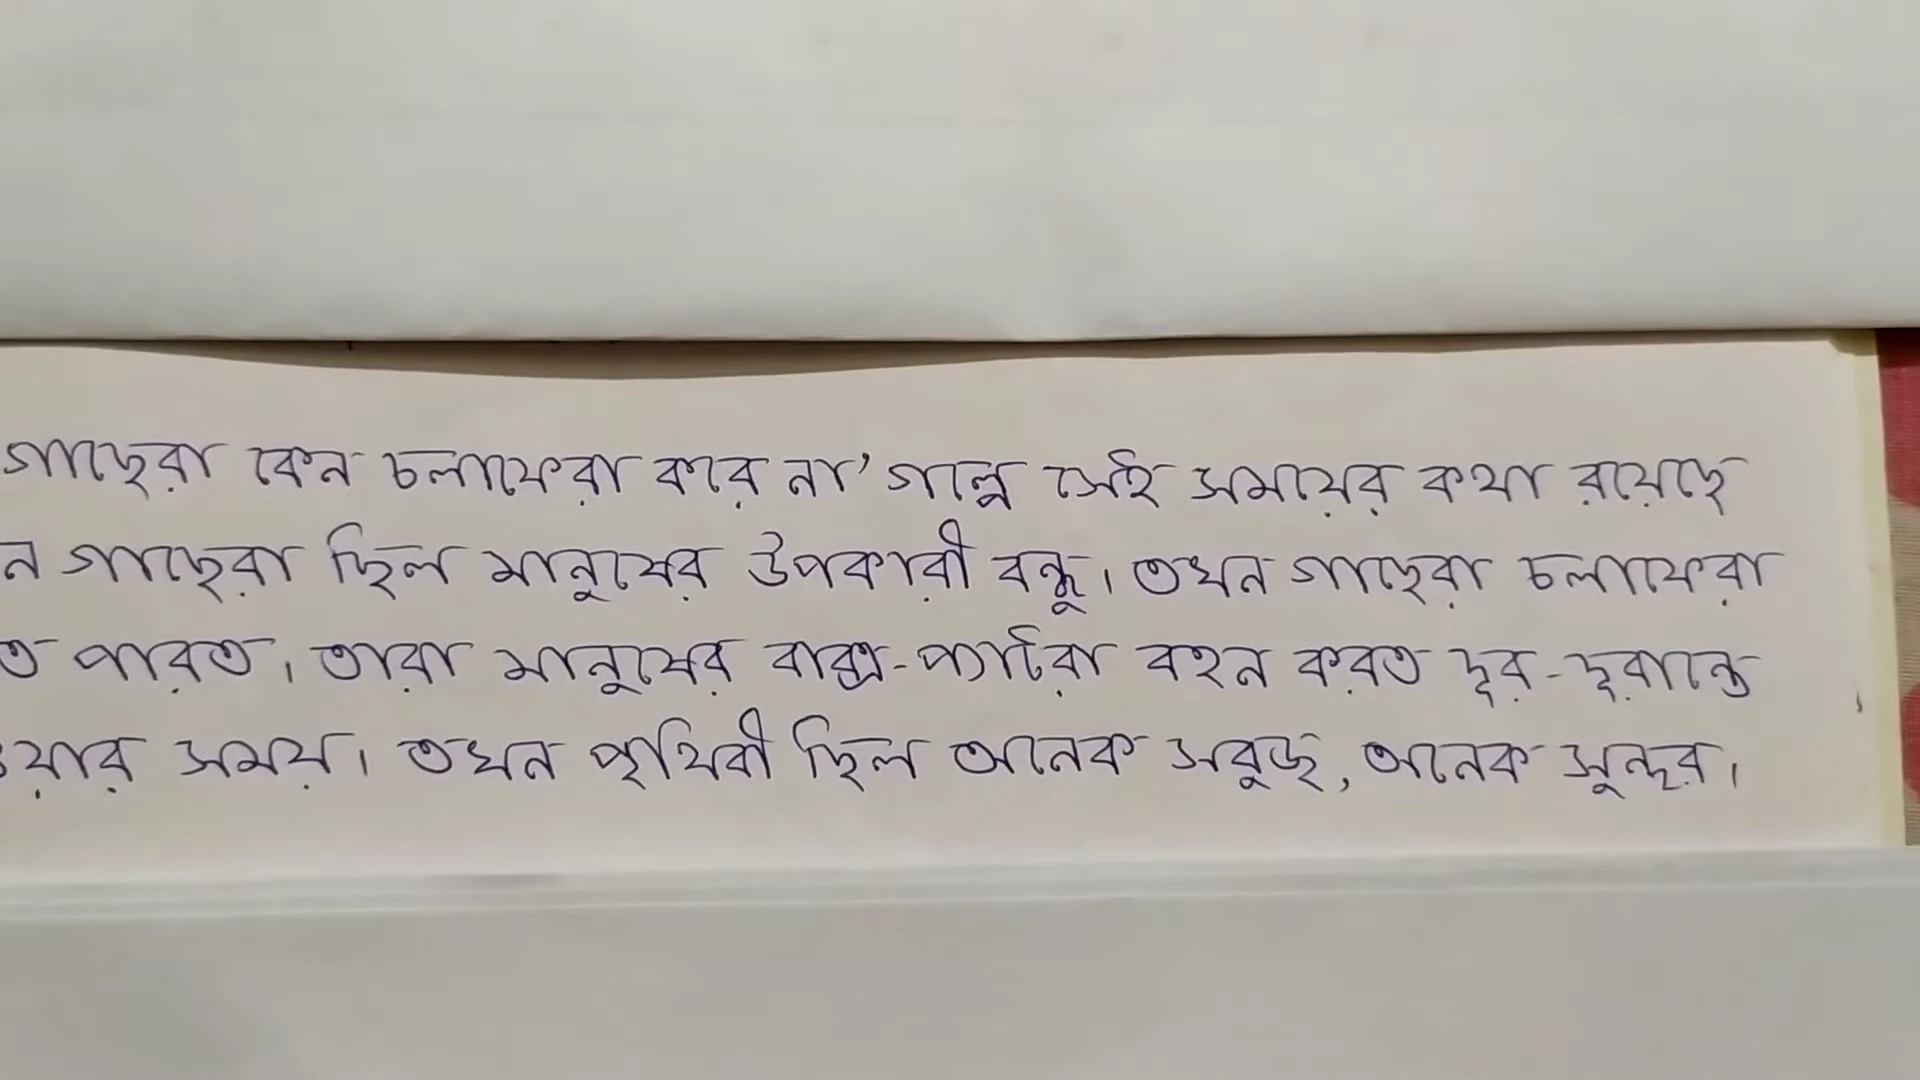 গাছেরা কেন চলাফেরা করে না' গল্পে সেই সময়ের কথা রয়েছে
ন গাছেরা ছিল মানুষের উপকারী বন্ধু। তখন গাছেরা চলাফেরা
ত পারত। তারা মানুষের বাক্স-প্যাটরা বহন করত দূর-দূরান্তে
ওয়ার সময়। তখন পৃথিবী ছিল অনেক সবুজ, অনেক সুন্দর।